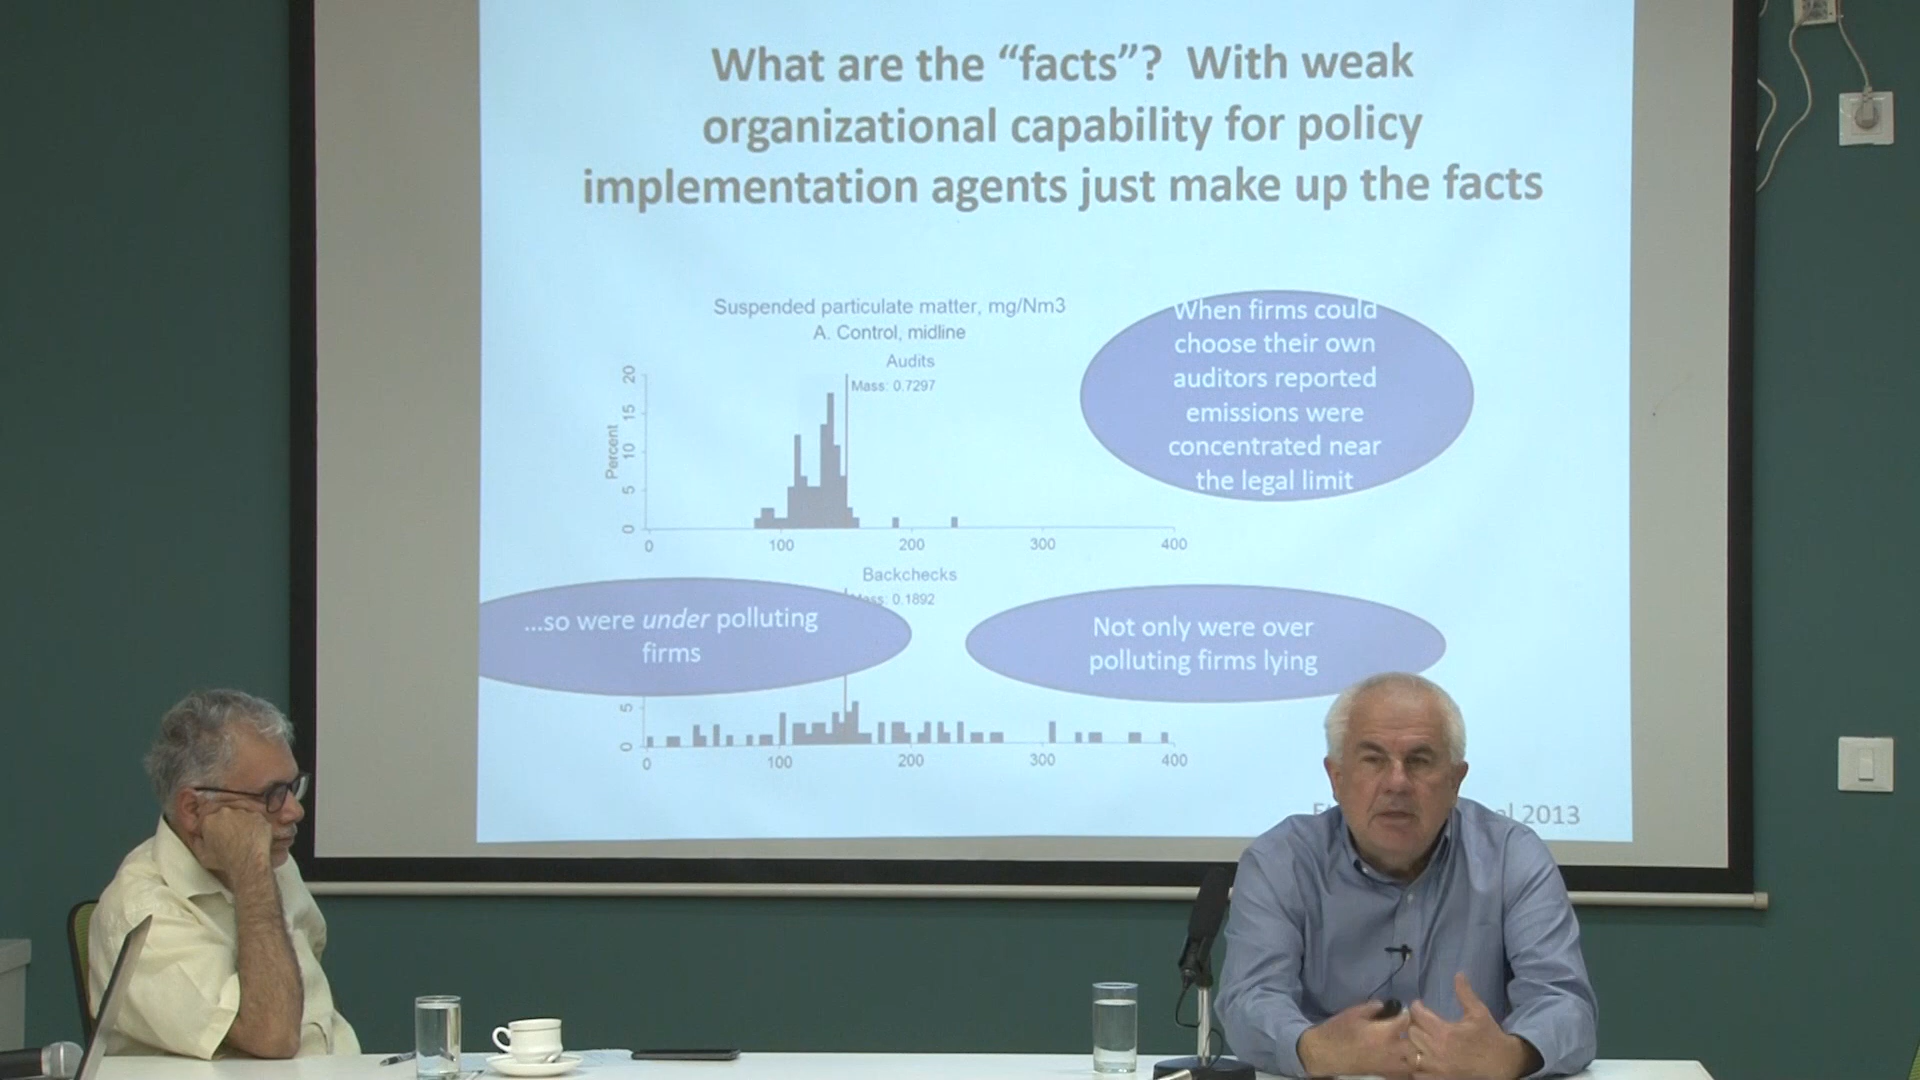 What are the “facts”? With weak
organizational capability for policy
implementation agents just make up the facts
Suspended particulate matter, mg/Nm3
A. Control, midline
Audits
Mass: 0.7297
Percent
20
15
10
5
0
0 100 200 300 400
When firms could
choose their own
auditors reported
emissions were
concentrated near
the legal limit
Backchecks
Mass: 0.1892
...so were under polluting
firms
Not only were over
polluting firms lying
5
0
0 100 200 300 400
al 2013